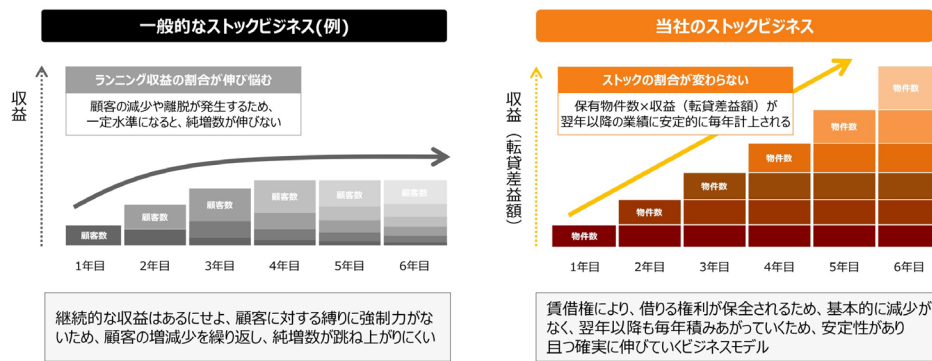 一般的なストックビジネス(例)
収益
ランニング収益の割合が伸び悩む
顧客の減少や離脱が発生するため、
一定水準になると、純増数が伸びない
顧客数
顧客数
顧客数
顧客数
顧客数
顧客数
1年目
2年目
3年目
4年目
5年目
6年目
継続的な収益はあるにせよ、顧客に対する縛りに強制力がな
いため、顧客の増減少を繰り返し、純増数が跳ね上がりにくい
当社のストックビジネス
収益（転貸差益額）
ストックの割合が変わらない
保有物件数×収益（転貸差益額）が
翌年以降の業績に安定的に毎年計上される
物件数
物件数
物件数
物件数
物件数
物件数
1年目
2年目
3年目
4年目
5年目
6年目
賃借権により、借りる権利が保全されるため、基本的に減少が
なく、翌年以降も毎年積みあがっていくため、安定性があり
且つ確実に伸びていくビジネスモデル